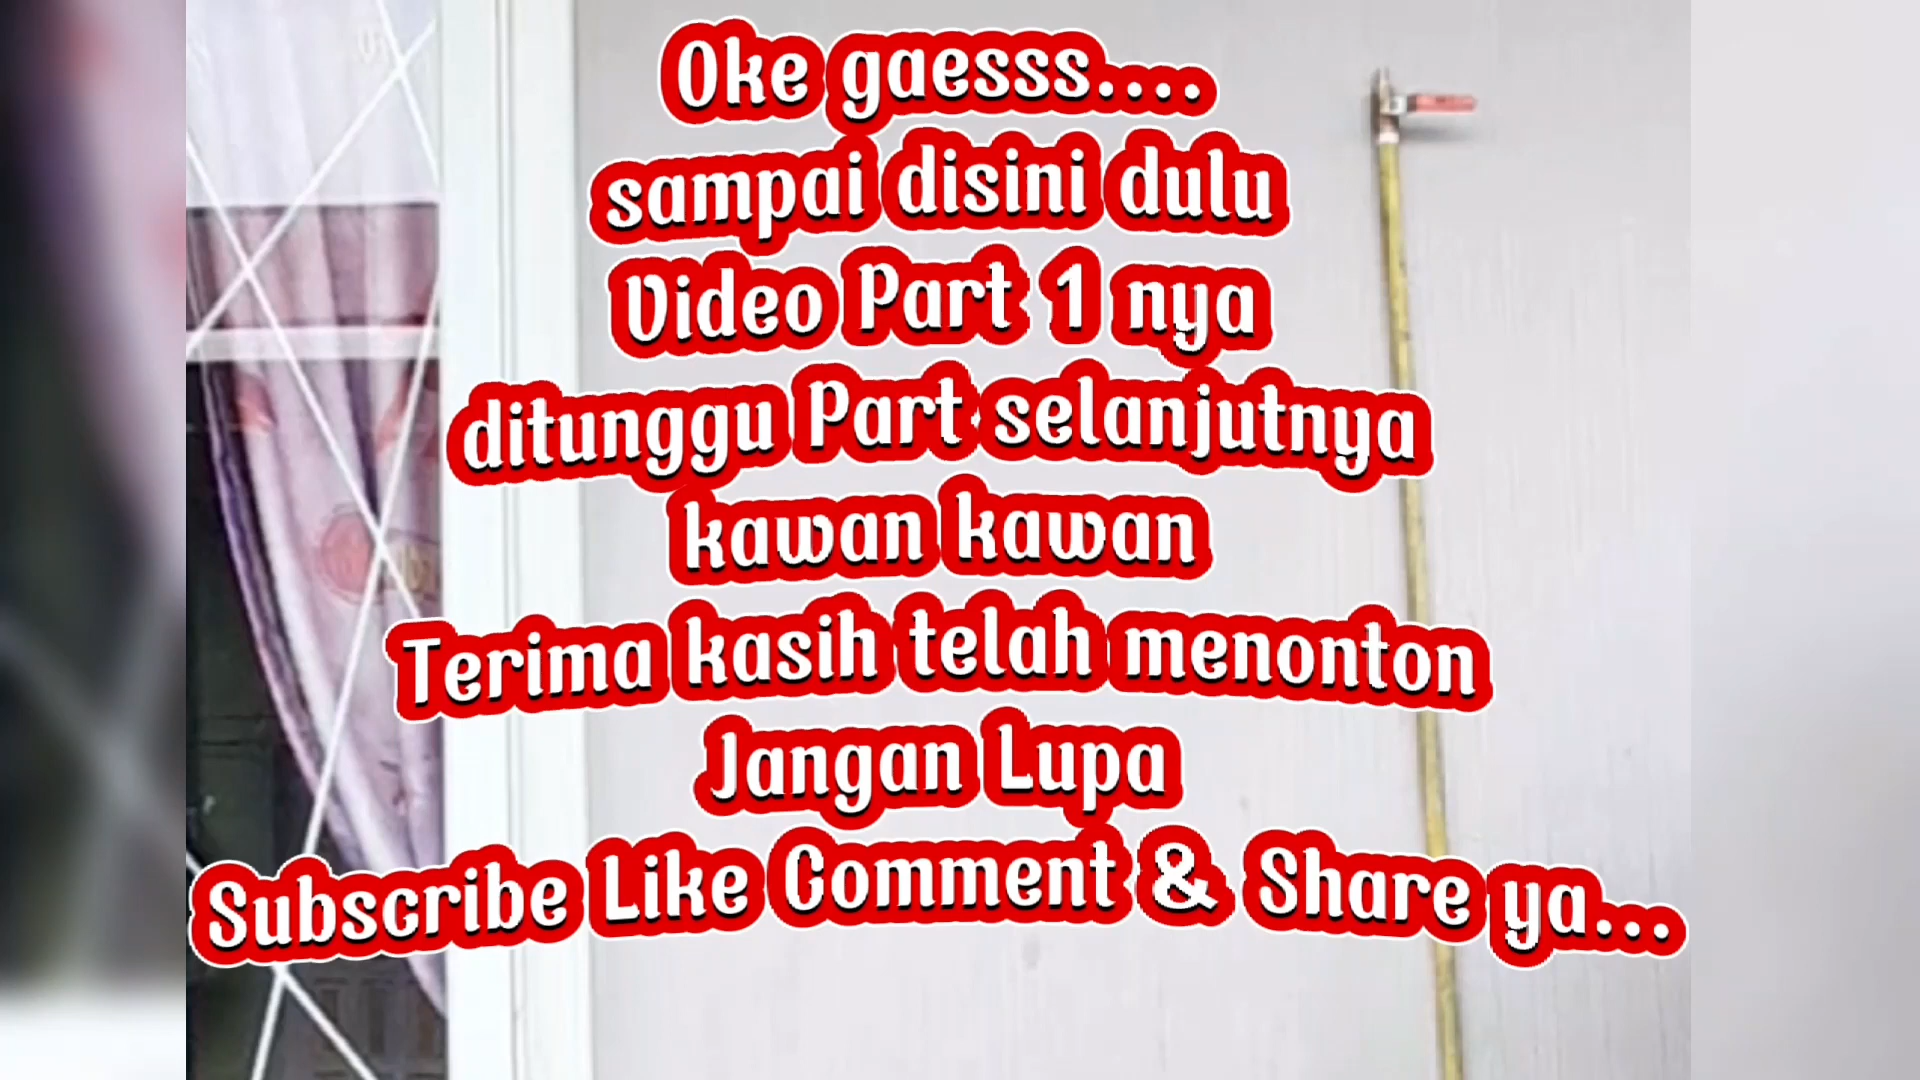 Oke gaesss....
sampai disini dulu
Video Part 1 nya
ditunggu Part selanjutnya
kawan kawan
Terima kasih telah menonton
Jangan Lupa
Subscribe Like Comment & Share ya...